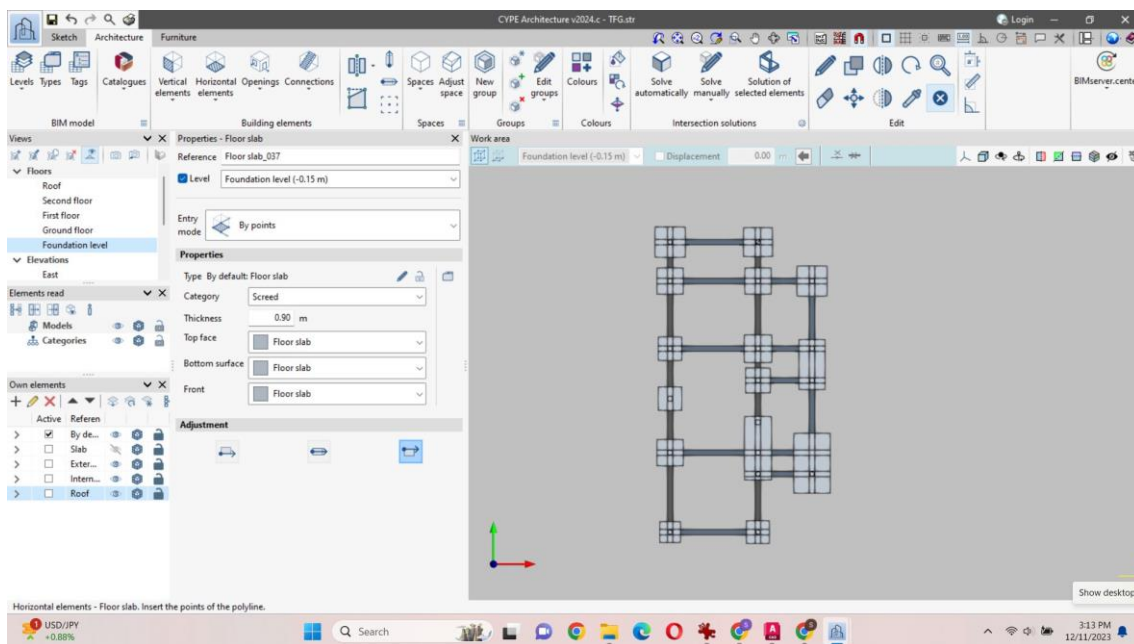 CYPE Architecture v2024.c - TFG.str
Login
Sketch Architecture Furniture
Levels Types Tags Catalogues Vertical elements Horizontal elements Openings Connections Spaces Adjust space New group Edit groups Colours Solve automatically Solve manually Solution of selected elements BIMserver.cente
BIM model Building elements Spaces Groups Colours Intersection solutions Edit
Views
Floors
Roof
Second floor
First floor
Ground floor
Foundation level
Elevations
East
Elements read
Models
Categories
Own elements
Active Referen
By de...
Slab
Exter...
Intern...
Roof
Properties - Floor slab
Reference Floor slab_037
Level Foundation level (-0.15 m)
Entry mode By points
Properties
Type By default: Floor slab
Category Screed
Thickness 0.90 m
Top face Floor slab
Bottom surface Floor slab
Front Floor slab
Adjustment
Work area
Foundation level (-0.15 m) Displacement 0.00 m
Show desktop
Horizontal elements - Floor slab. Insert the points of the polyline.
USD/JPY
+0.88%
Search
3:13 PM
12/11/2023